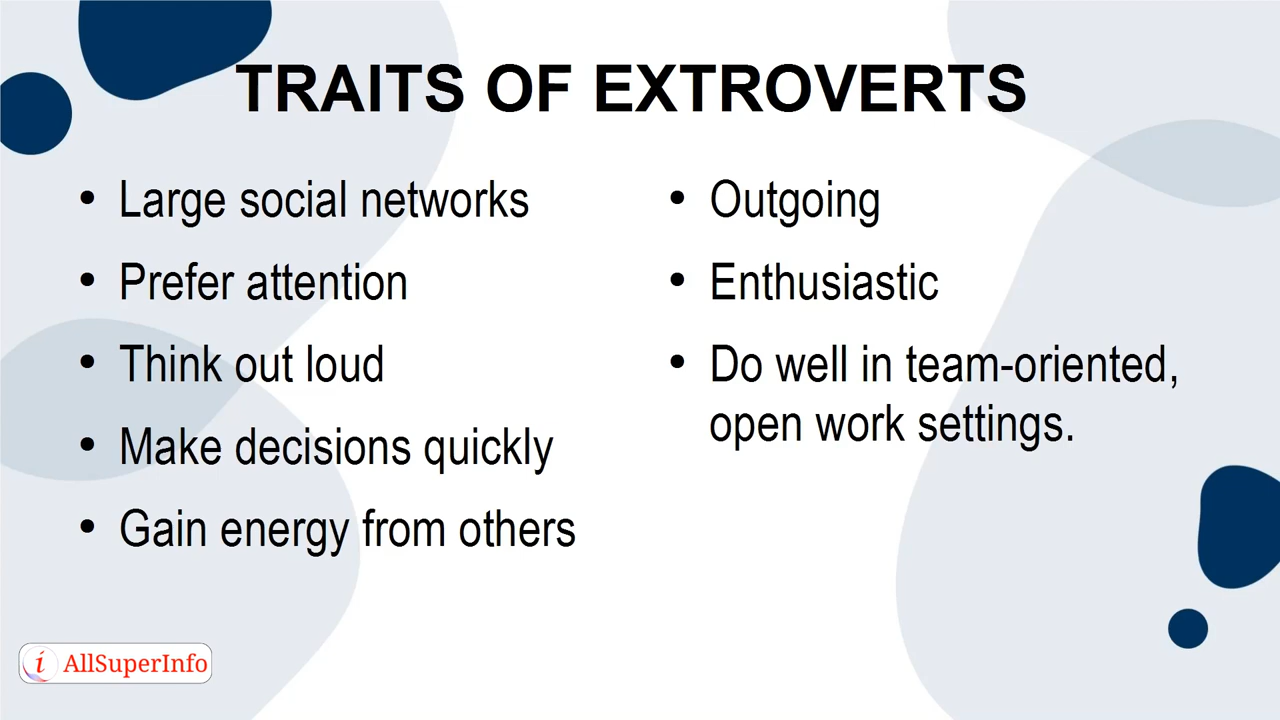 TRAITS OF EXTROVERTS
• Large social networks
• Prefer attention
• Think out loud
• Make decisions quickly
• Gain energy from others
• Outgoing
• Enthusiastic
• Do well in team-oriented,
open work settings.
i AllSuperInfo